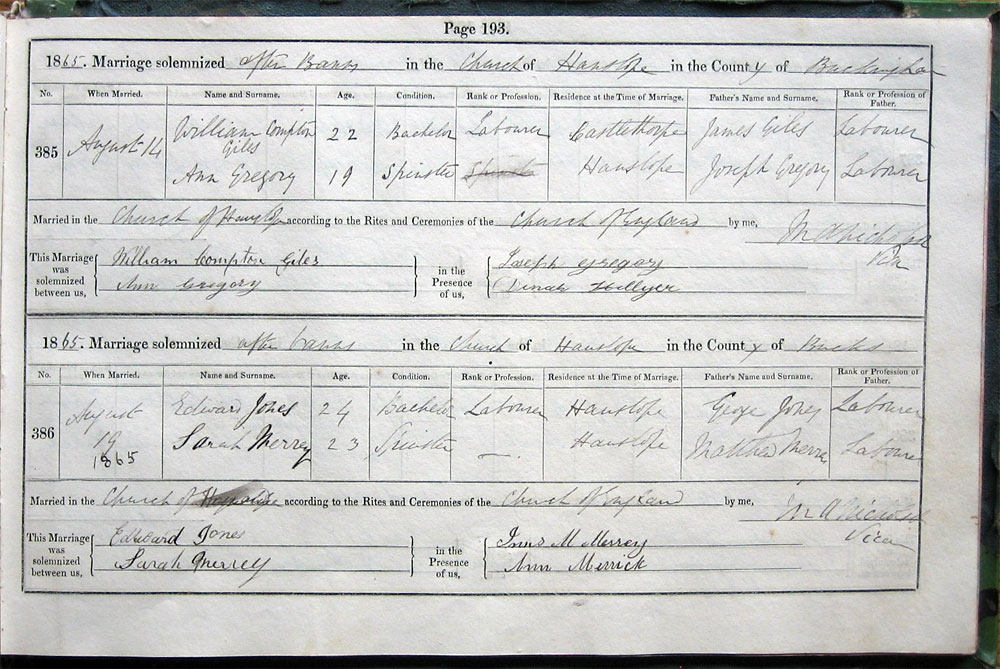 Page 193.
1865. Marriage solemnized after Banns in the Church of Hanslope in the County of Buckingham
No. When Married. Name and Surname. Age. Condition. Rank or Profession. Residence at the Time of Marriage. Father's Name and Surname. Rank or Profession of Father.
385 August 14 William Compton Giles 22 Bachelor Labourer Castlethorpe James Giles Labourer
Ann Gregory 19 Spinster Spinster Hanslope Joseph Gregory Labourer
Married in the Church of Hanslope according to the Rites and Ceremonies of the Church of England by me,
Vicar
This Marriage was solemnized between us, William Compton Giles in the Presence of us, Joseph Gregory
Ann Gregory Dinah Hillyer
1865. Marriage solemnized after banns in the Church of Hanslope in the County of Bucks
No. When Married. Name and Surname. Age. Condition. Rank or Profession. Residence at the Time of Marriage. Father's Name and Surname. Rank or Profession of Father.
386 August 19 1865 Edward Jones 24 Bachelor Labourer Hanslope George Jones Labourer
Sarah Merrey 23 Spinster — Hanslope Matthew Labourer
Married in the Church of according to the Rites and Ceremonies of the Church of England by me,
Vicar
This Marriage was solemnized between us, Edward Jones in the Presence of us, M Merrey
Sarah Merrey Ann Merrick